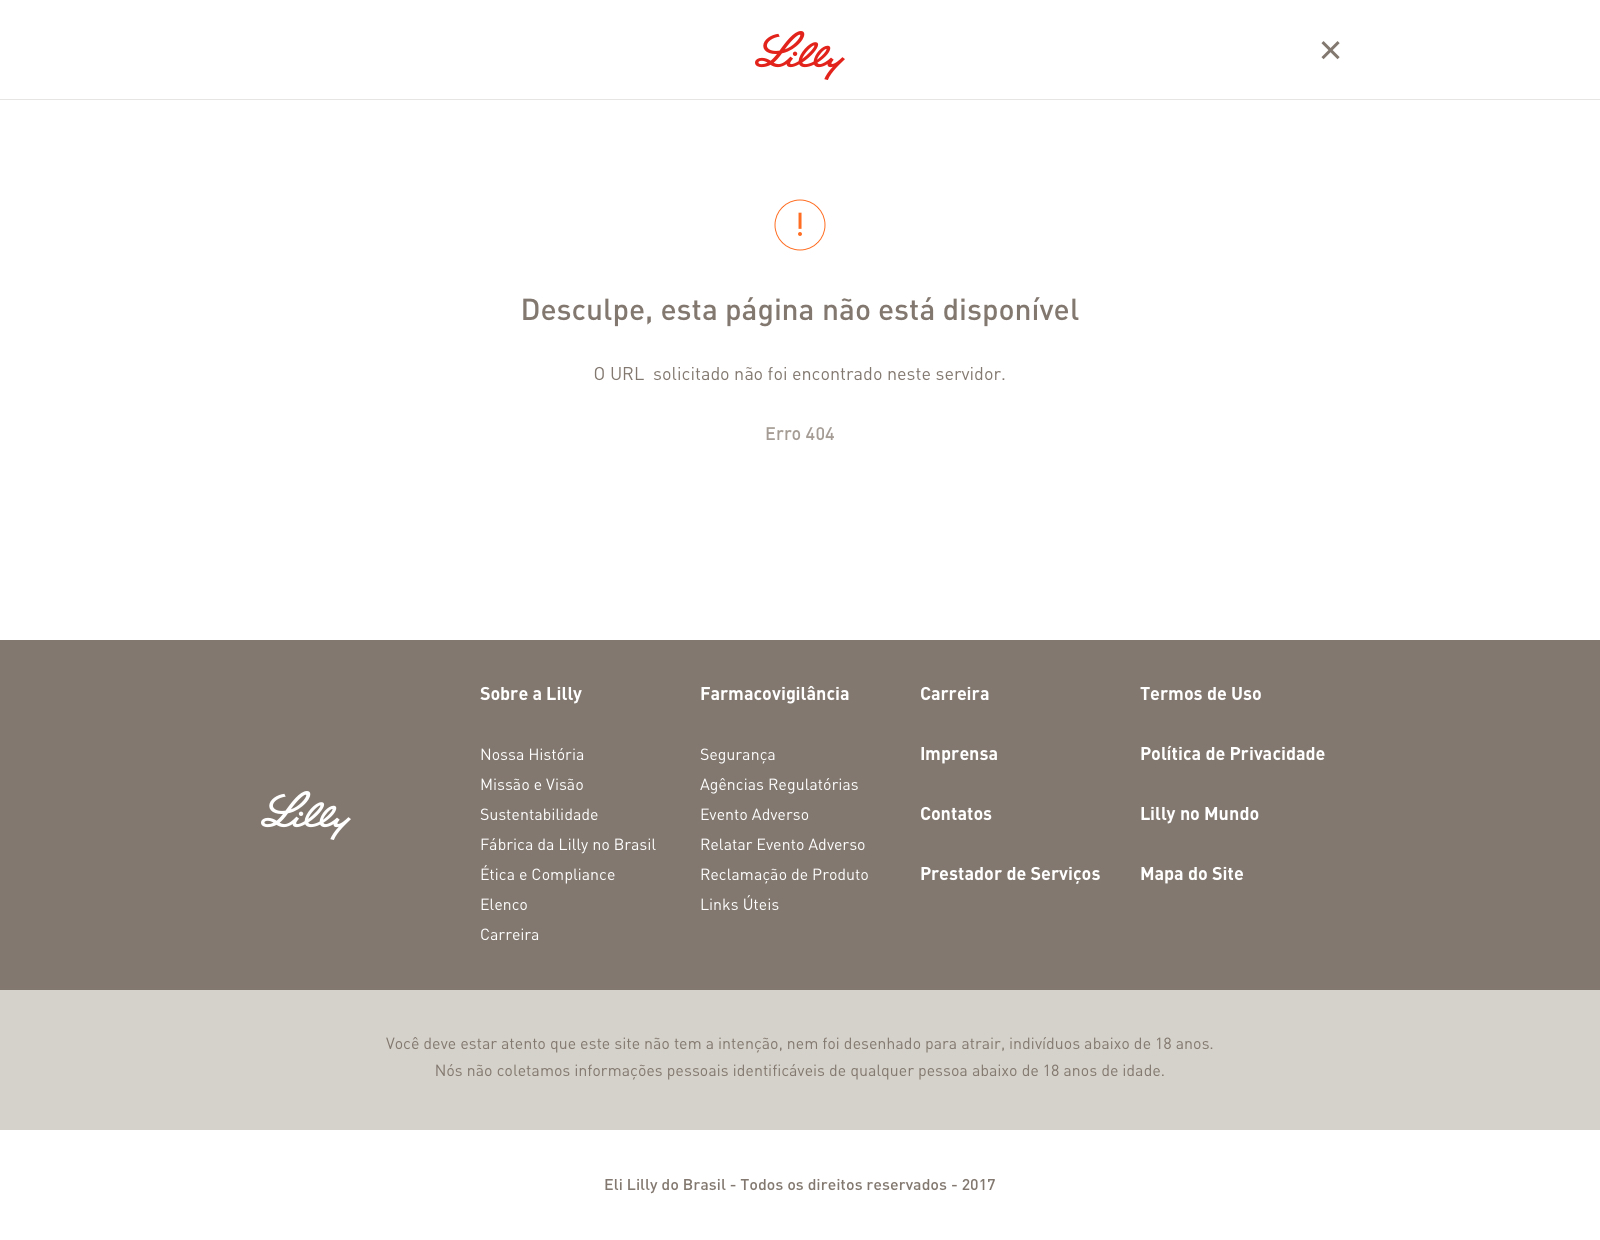 Lilly
Desculpe, esta página não está disponível
O URL  solicitado não foi encontrado neste servidor.
Erro 404
Lilly
Sobre a Lilly
Nossa História
Missão e Visão
Sustentabilidade
Fábrica da Lilly no Brasil
Ética e Compliance
Elenco
Carreira
Farmacovigilância
Segurança
Agências Regulatórias
Evento Adverso
Relatar Evento Adverso
Reclamação de Produto
Links Úteis
Carreira
Imprensa
Contatos
Prestador de Serviços
Termos de Uso
Política de Privacidade
Lilly no Mundo
Mapa do Site
Você deve estar atento que este site não tem a intenção, nem foi desenhado para atrair, indivíduos abaixo de 18 anos.
Nós não coletamos informações pessoais identificáveis de qualquer pessoa abaixo de 18 anos de idade.
Eli Lilly do Brasil - Todos os direitos reservados - 2017